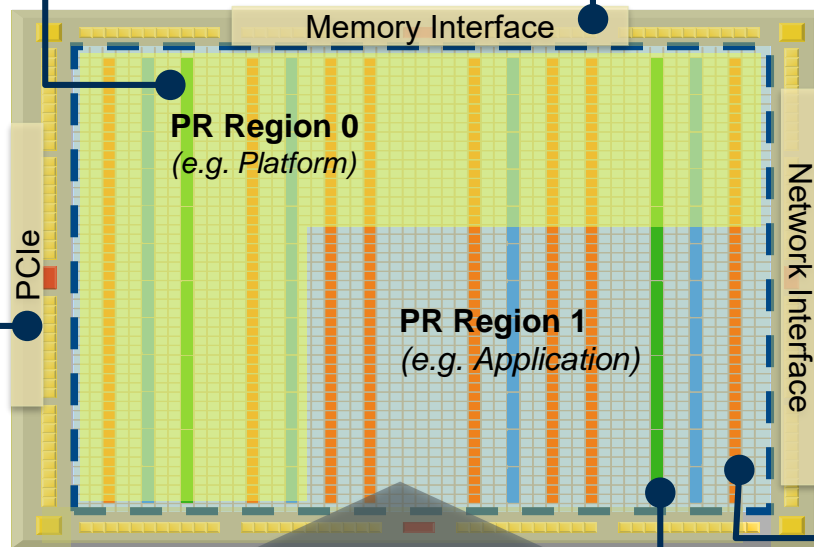 Memory Interface
PR Region 0
(e.g. Platform)
PCIe
Network Interface
PR Region 1
(e.g. Application)